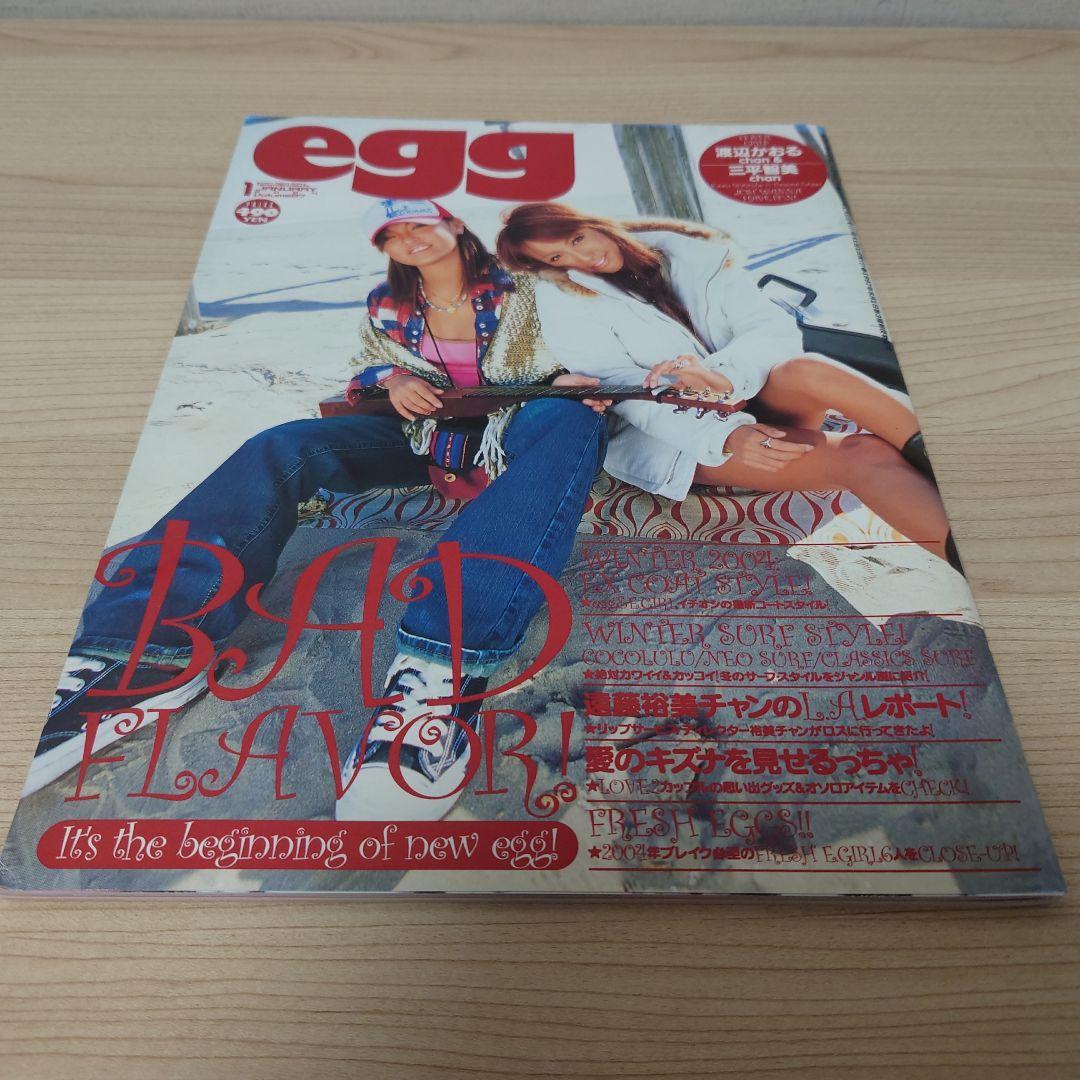 egg
1
JANUARY
490
YEN
渡辺かおる
chan &
三平智美
chan
BAD
FLAVOR!
It's the beginning of new egg!
WINTER 2004
EX COAT STYLE!
イチオシの最新コートスタイル!
WINTER SURF STYLE!
COCOLULU/NEO SURF/CLASSICS SURF
★絶対カワイイ&カッコイイ!冬のサーフスタイルをジャンル別に紹介!
遠藤裕美チャンのLAレポート!
裕美チャンがロスに行ってきたよ!
愛のキズナを見せるっちゃ!
★LOVE2カップルの思い出グッズ&オソロアイテムをCHECK!
FRESH EGGS!!
★2004年ブレイク必至のFRESH E.GIRL6人をCLOSE-UP!